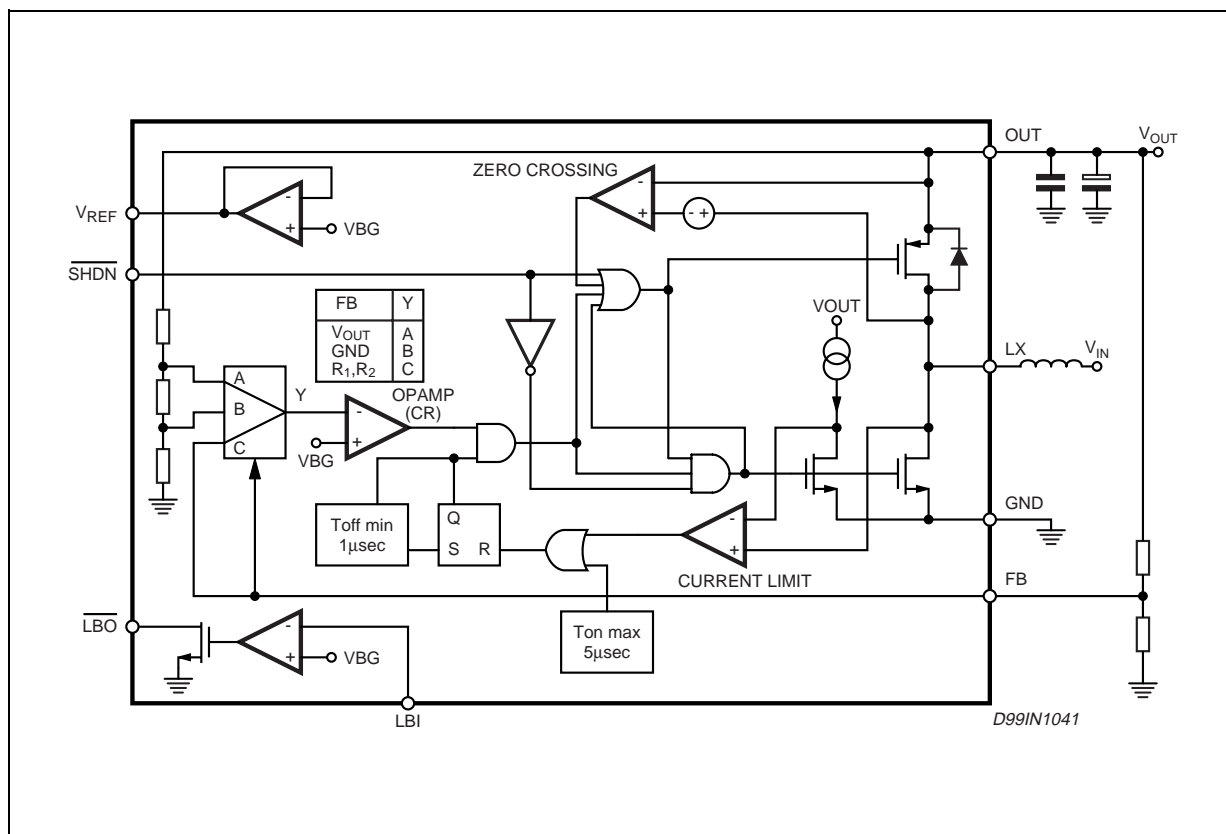 OUT
VOUT
ZERO CROSSING
-
+
- +
VREF
-
+
VBG
SHDN
FB Y
VOUT A
GND B
R1,R2 C
VOUT
LX
VIN
A
B
C
Y
OPAMP
(CR)
-
+
VBG
Toff min
1µsec
Q
S R
-
+
CURRENT LIMIT
GND
FB
Ton max
5µsec
LBO
-
+
VBG
LBI
D99IN1041